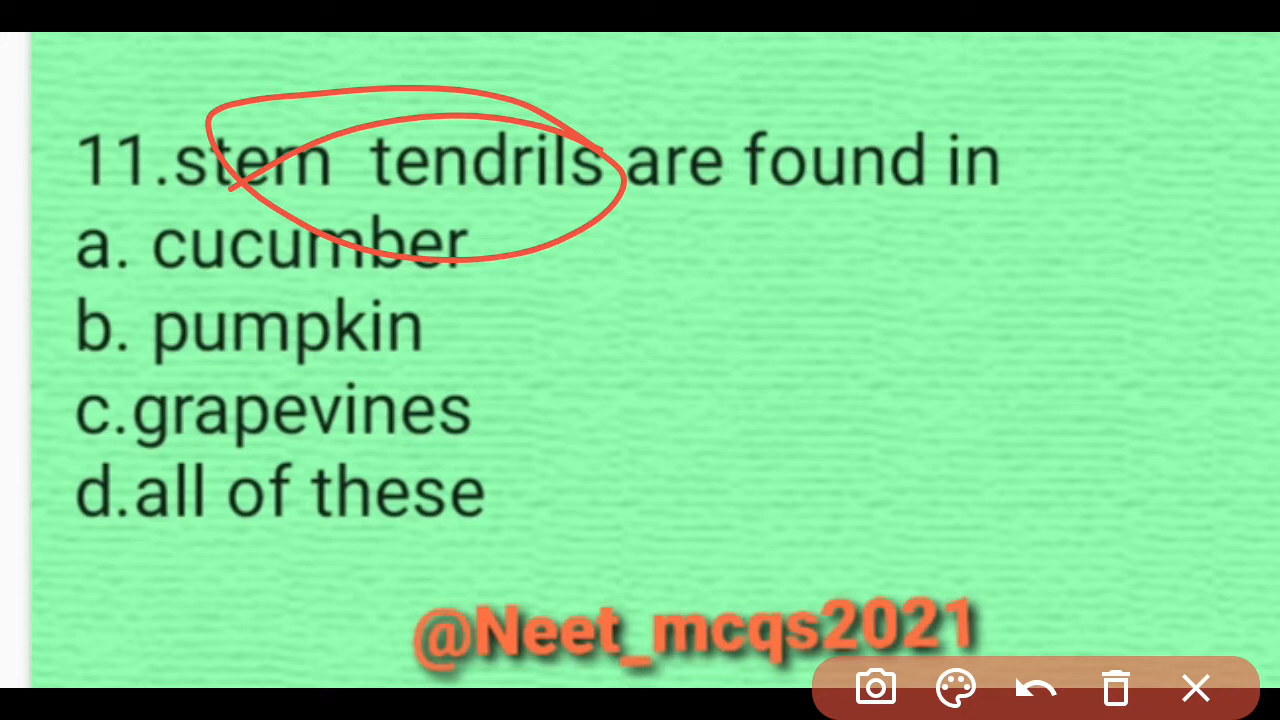 11.stem  tendrils are found in
a. cucumber
b. pumpkin
c.grapevines
d.all of these
@Neet_mcqs2021